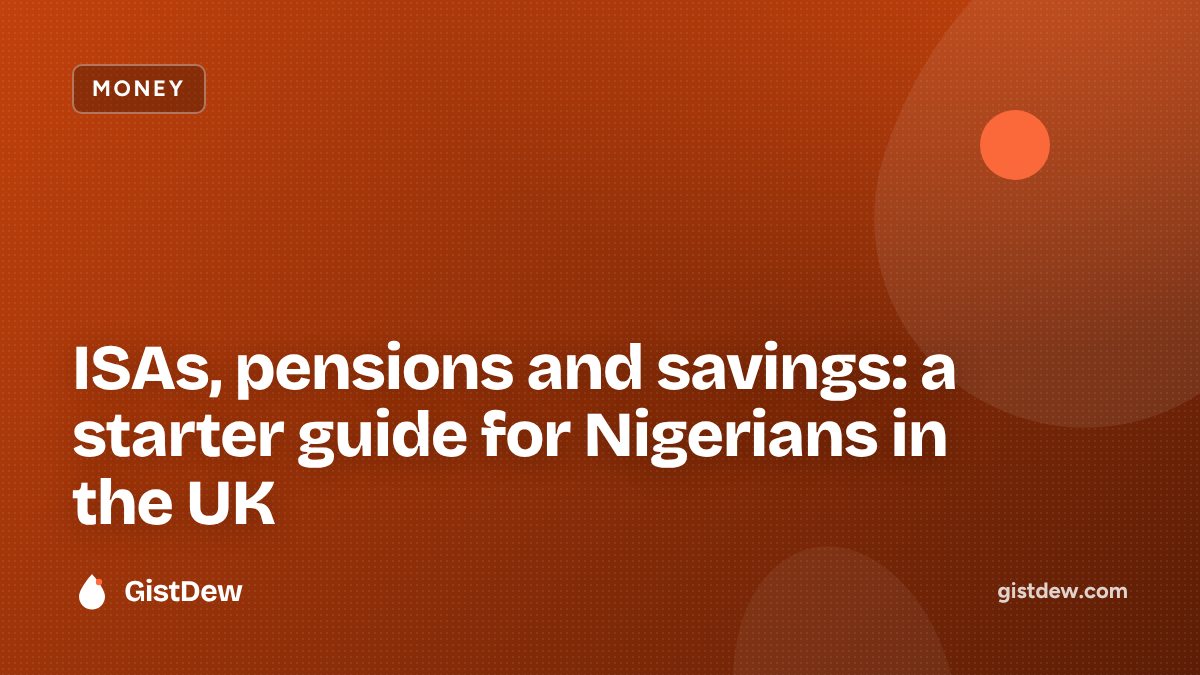 MONEY
ISAs, pensions and savings: a
starter guide for Nigerians in
the UK
GistDew
gistdew.com